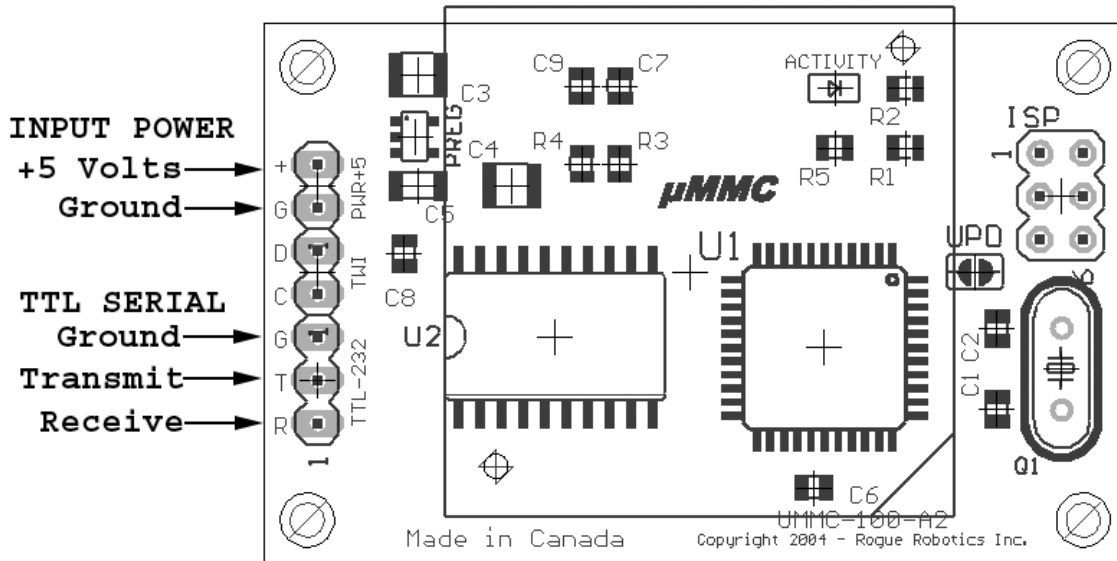 INPUT POWER
+5 Volts
Ground
TTL SERIAL
Ground
Transmit
Receive
+
G
D
C
G
T
R
1
PWR+5
TWI
TTL-232
C3
PREG
C4
C5
C8
C9
C7
R4
R3
ACTIVITY
R2
R5
R1
µMMC
ISP
1
UPD
U1
U2
C2
C1
Q1
C6
UMMC-100-A2
Made in Canada
Copyright 2004 - Rogue Robotics Inc.